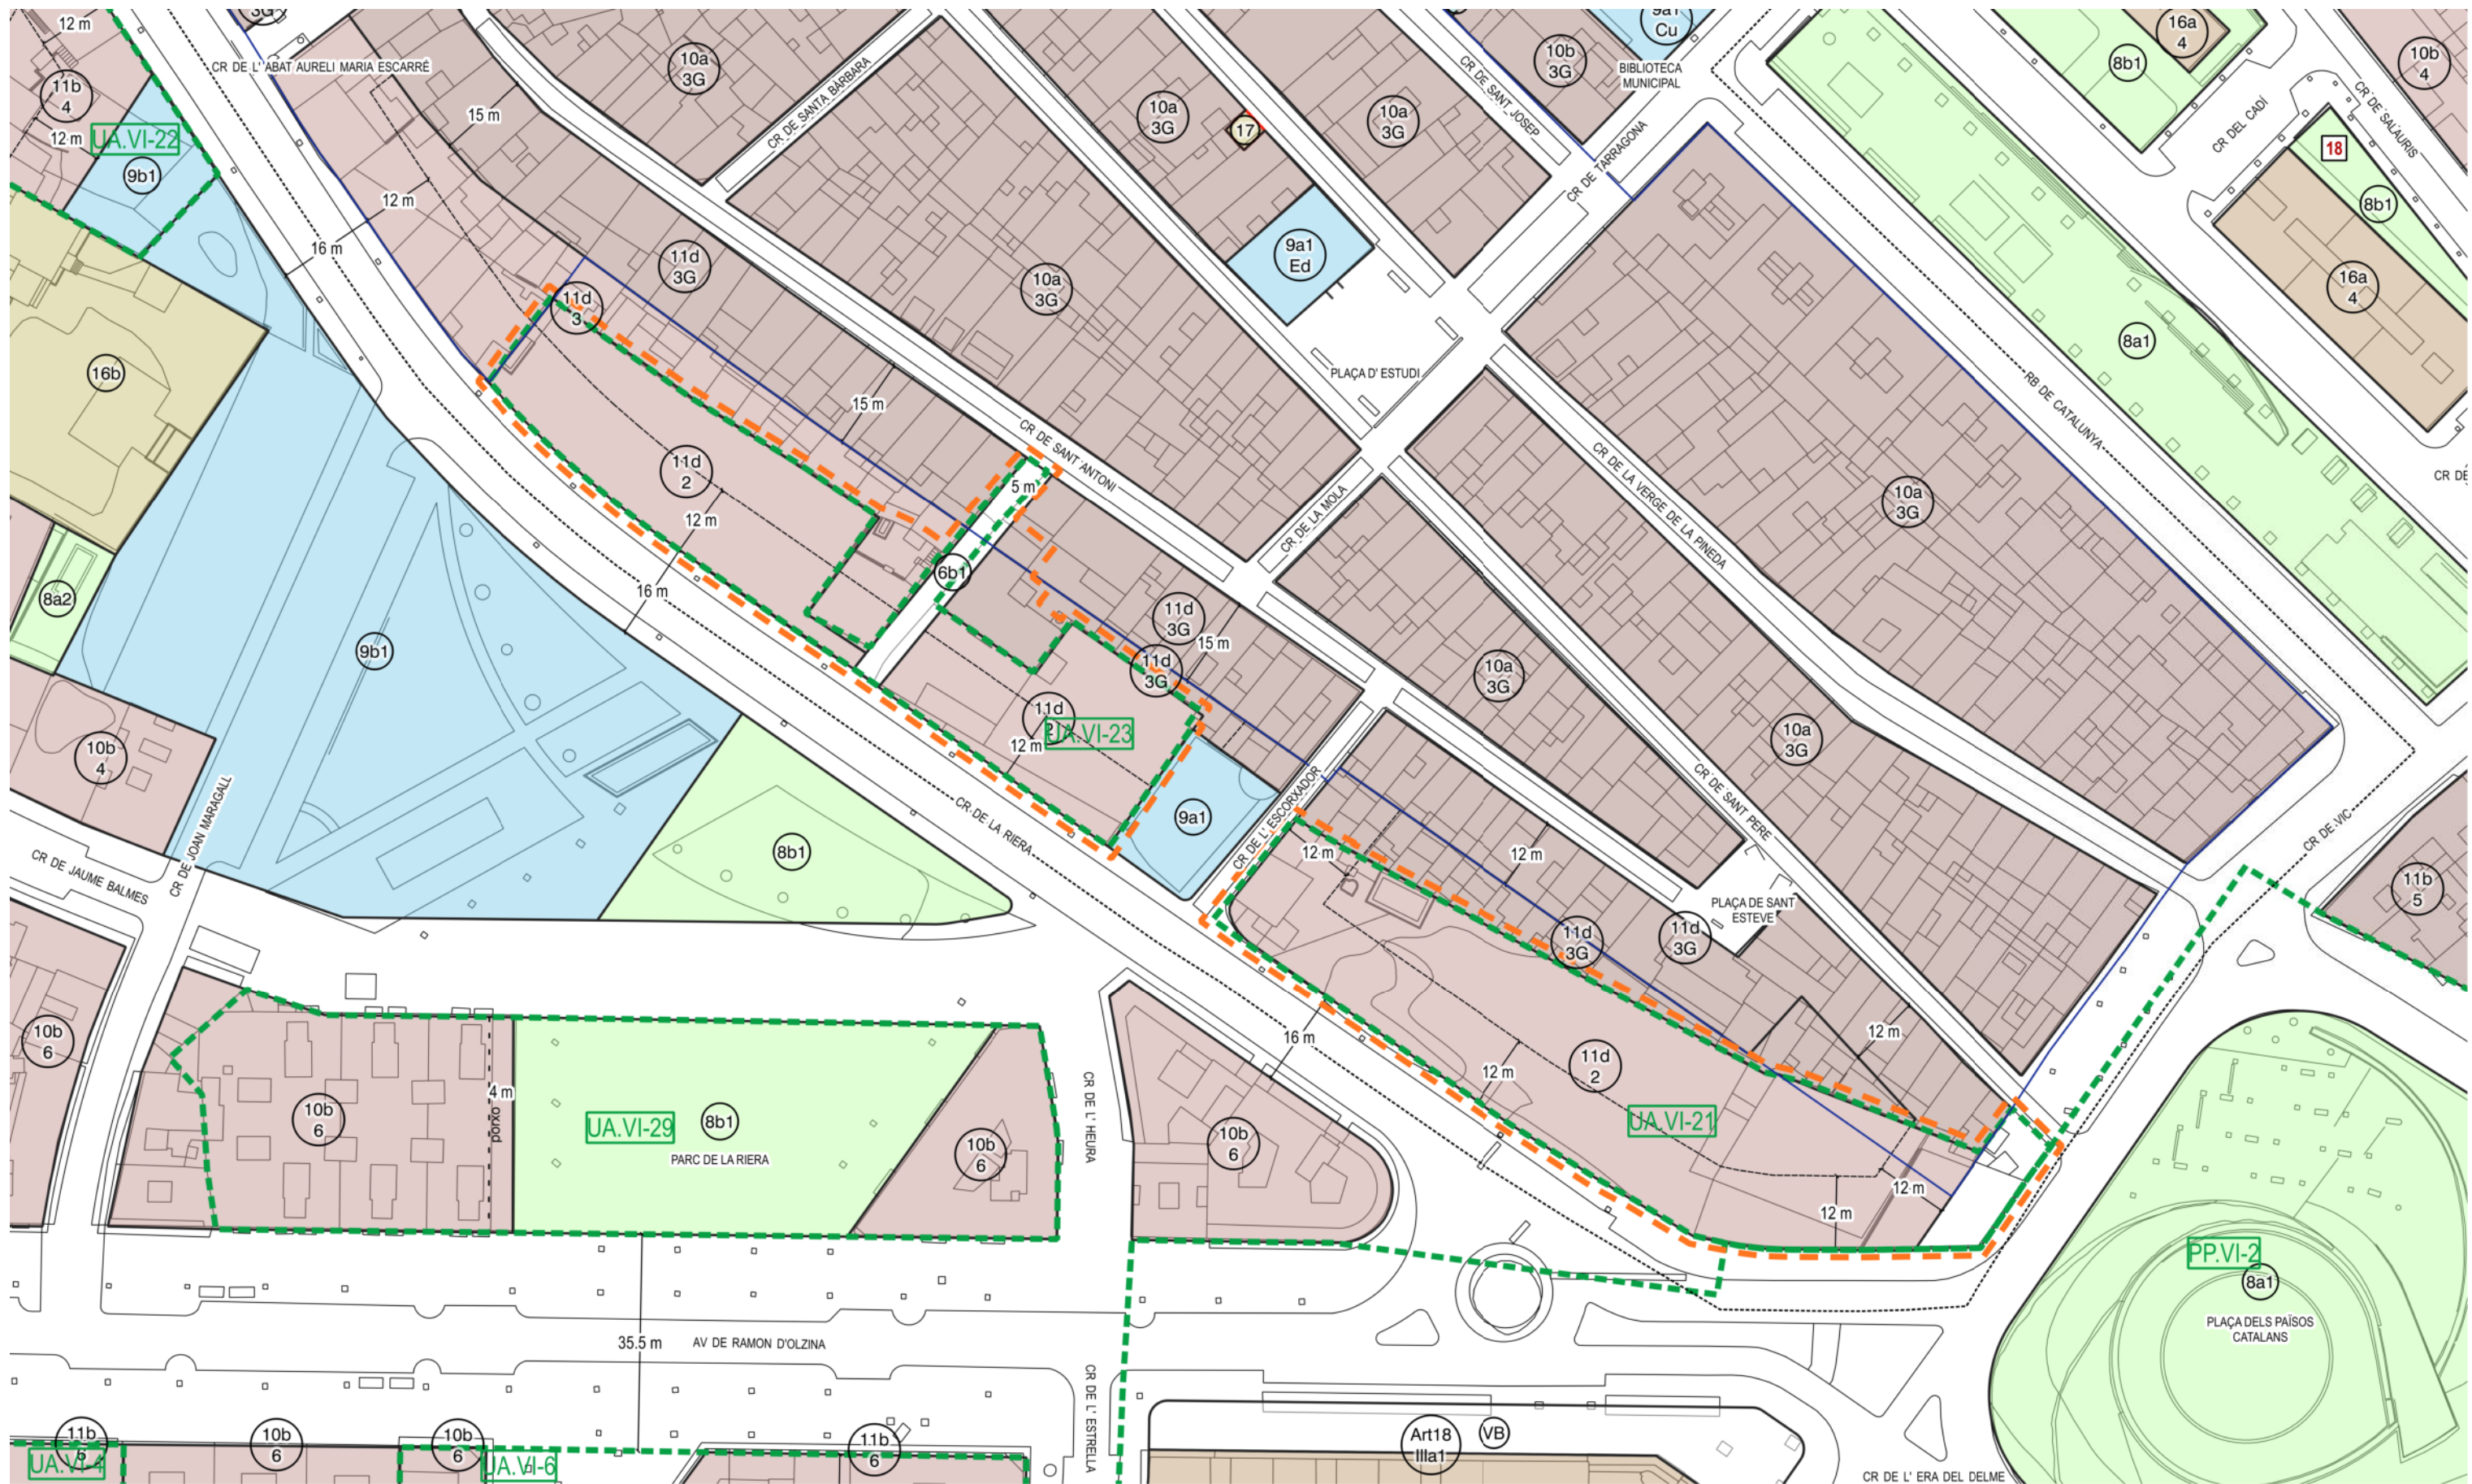 3G
9a1
Cu
16a
4
12 m
CR DE L' ABAT AURELI MARIA ESCARRÉ
10a
3G
CR DE SANTA BÀRBARA
CR DE SANT JOSEP
10b
3G
BIBLIOTECA
MUNICIPAL
8b1
10b
4
11b
4
12 m
UA.VI-22
9b1
15 m
10a
3G
17
10a
3G
CR DE TARRAGONA
CR DEL CADÍ
CR DE SALAURIS
18
8b1
12 m
16 m
11d
3G
9a1
Ed
10a
3G
16a
4
11d
3
8a1
16b
PLAÇA D' ESTUDI
RB DE CATALUNYA
15 m
CR DE SANT ANTONI
11d
2
12 m
5 m
CR DE LA MOLA
CR DE LA VERGE DE LA PINEDA
10a
3G
CR DE
6b1
8a2
16 m
11d
3G
15 m
9b1
11d
3G
10a
3G
11d
2
UA.VI-23
12 m
10a
3G
10b
4
CR DE JOAN MARAGALL
CR DE LA RIERA
9a1
CR DE L' ESCORXADOR
CR DE SANT PERE
CR DE VIC
CR DE JAUME BALMES
8b1
12 m
12 m
11b
5
PLAÇA DE SANT
ESTEVE
11d
3G
11d
3G
10b
6
16 m
12 m
12 m
11d
2
4 m
porxo
10b
6
UA.VI-29
8b1
PARC DE LA RIERA
10b
6
CR DE L' HEURA
10b
6
UA.VI-21
12 m
12 m
PP.VI-2
8a1
PLAÇA DELS PAÏSOS
CATALANS
35.5 m
AV DE RAMON D'OLZINA
CR DE L' ESTRELLA
11b
6
UA.VI-4
10b
6
10b
6
UA.VI-6
11b
6
Art18
Illa1
VB
CR DE L' ERA DEL DELME